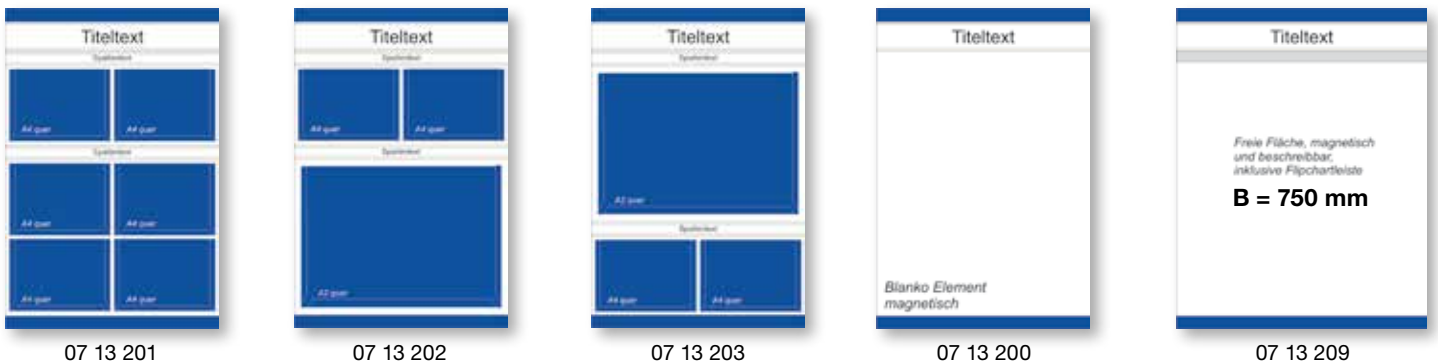 Titeltext
Spaltentext
A4 quer A4 quer
Spaltentext
A4 quer A4 quer
A4 quer A4 quer
07 13 201
Titeltext
Spaltentext
A4 quer A4 quer
Spaltentext
A2 quer
07 13 202
Titeltext
Spaltentext
A2 quer
Spaltentext
A4 quer A4 quer
07 13 203
Titeltext
Blanko Element
magnetisch
07 13 200
Titeltext
Freie Fläche, magnetisch
und beschreibbar,
inklusive Flipchartleiste
B = 750 mm
07 13 209